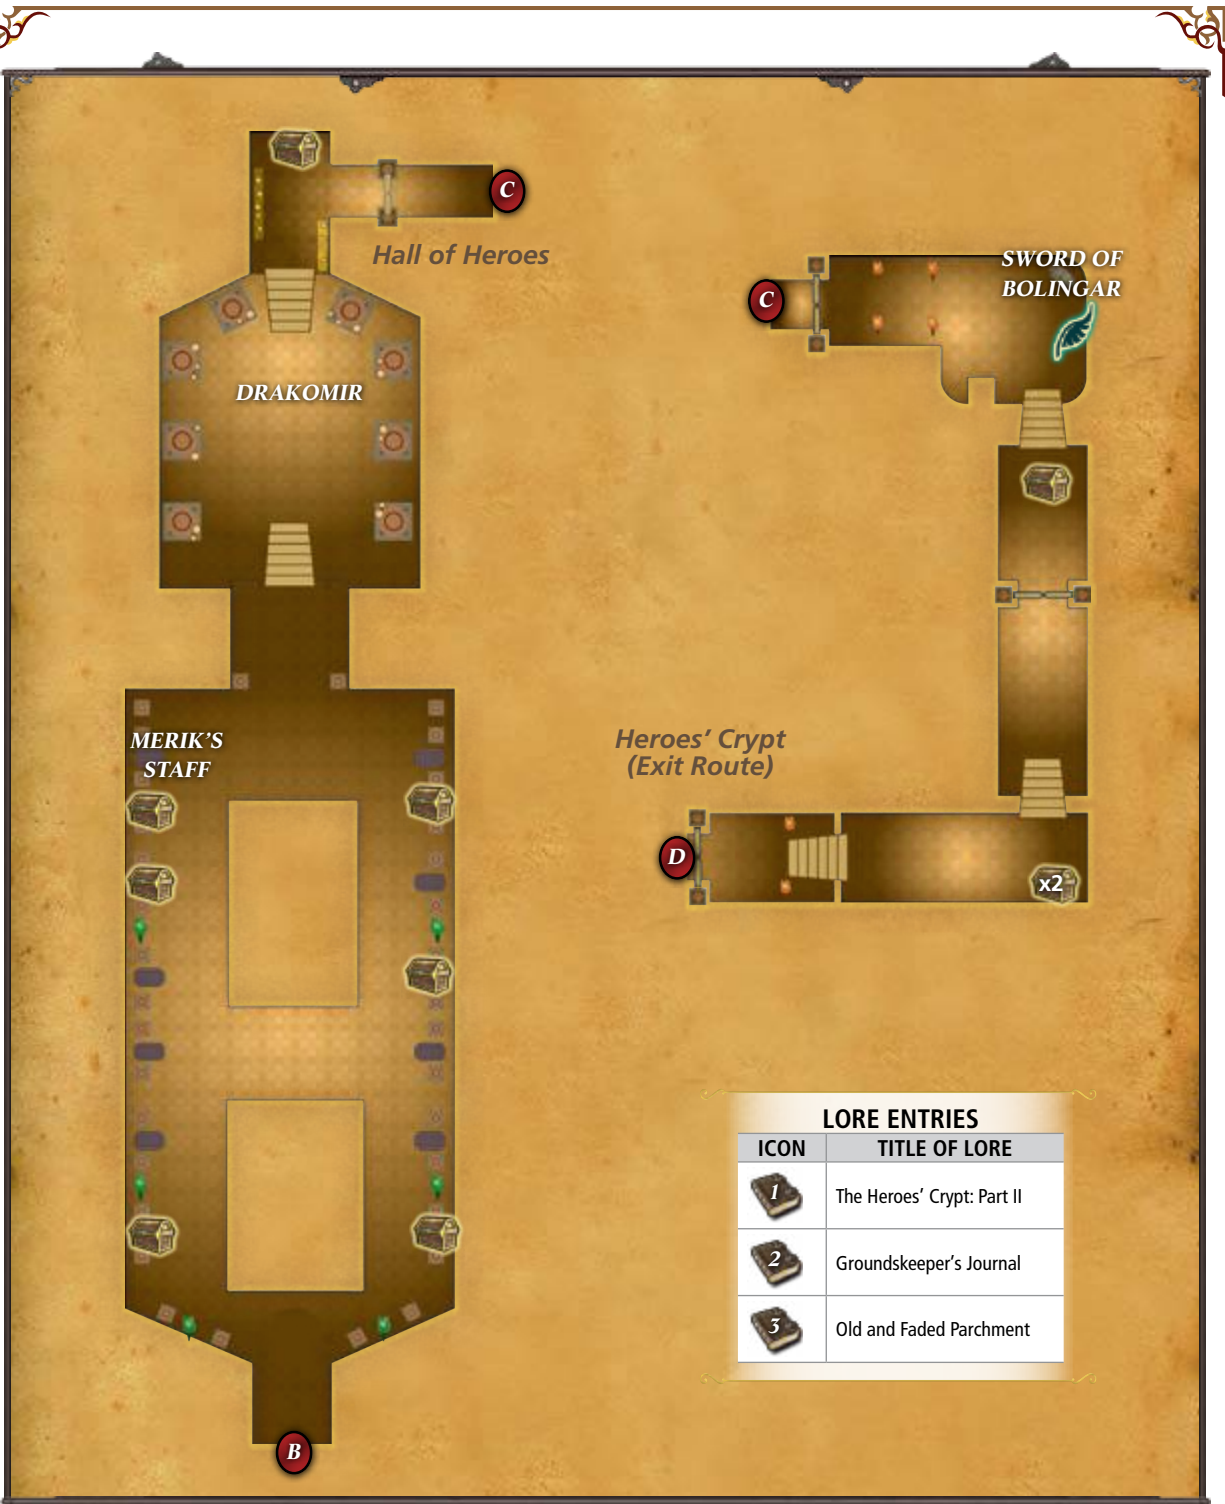 C
Hall of Heroes
SWORD OF
BOLINGAR
C
DRAKOMIR
MERIK’S
STAFF
Heroes’ Crypt
(Exit Route)
D
x2
LORE ENTRIES
ICON TITLE OF LORE
1 The Heroes’ Crypt: Part II
2 Groundskeeper’s Journal
3 Old and Faded Parchment
B